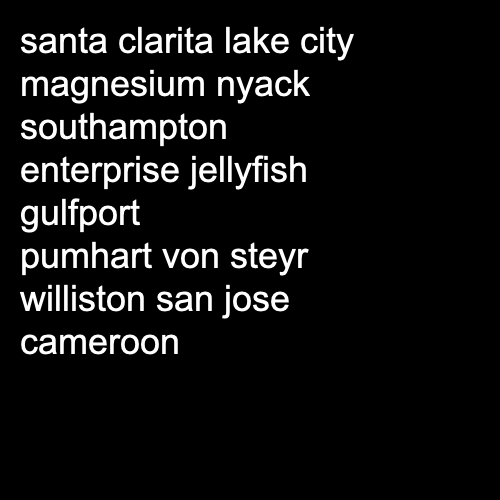 santa clarita lake city
magnesium nyack
southampton
enterprise jellyfish
gulfport
pumhart von steyr
williston san jose
cameroon